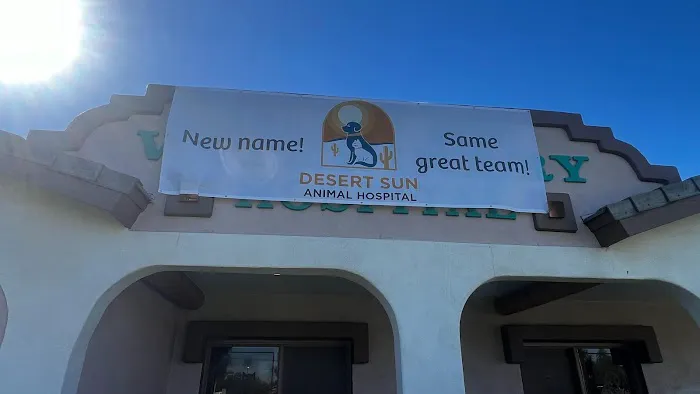 New name!
DESERT SUN
ANIMAL HOSPITAL
Same
great team!